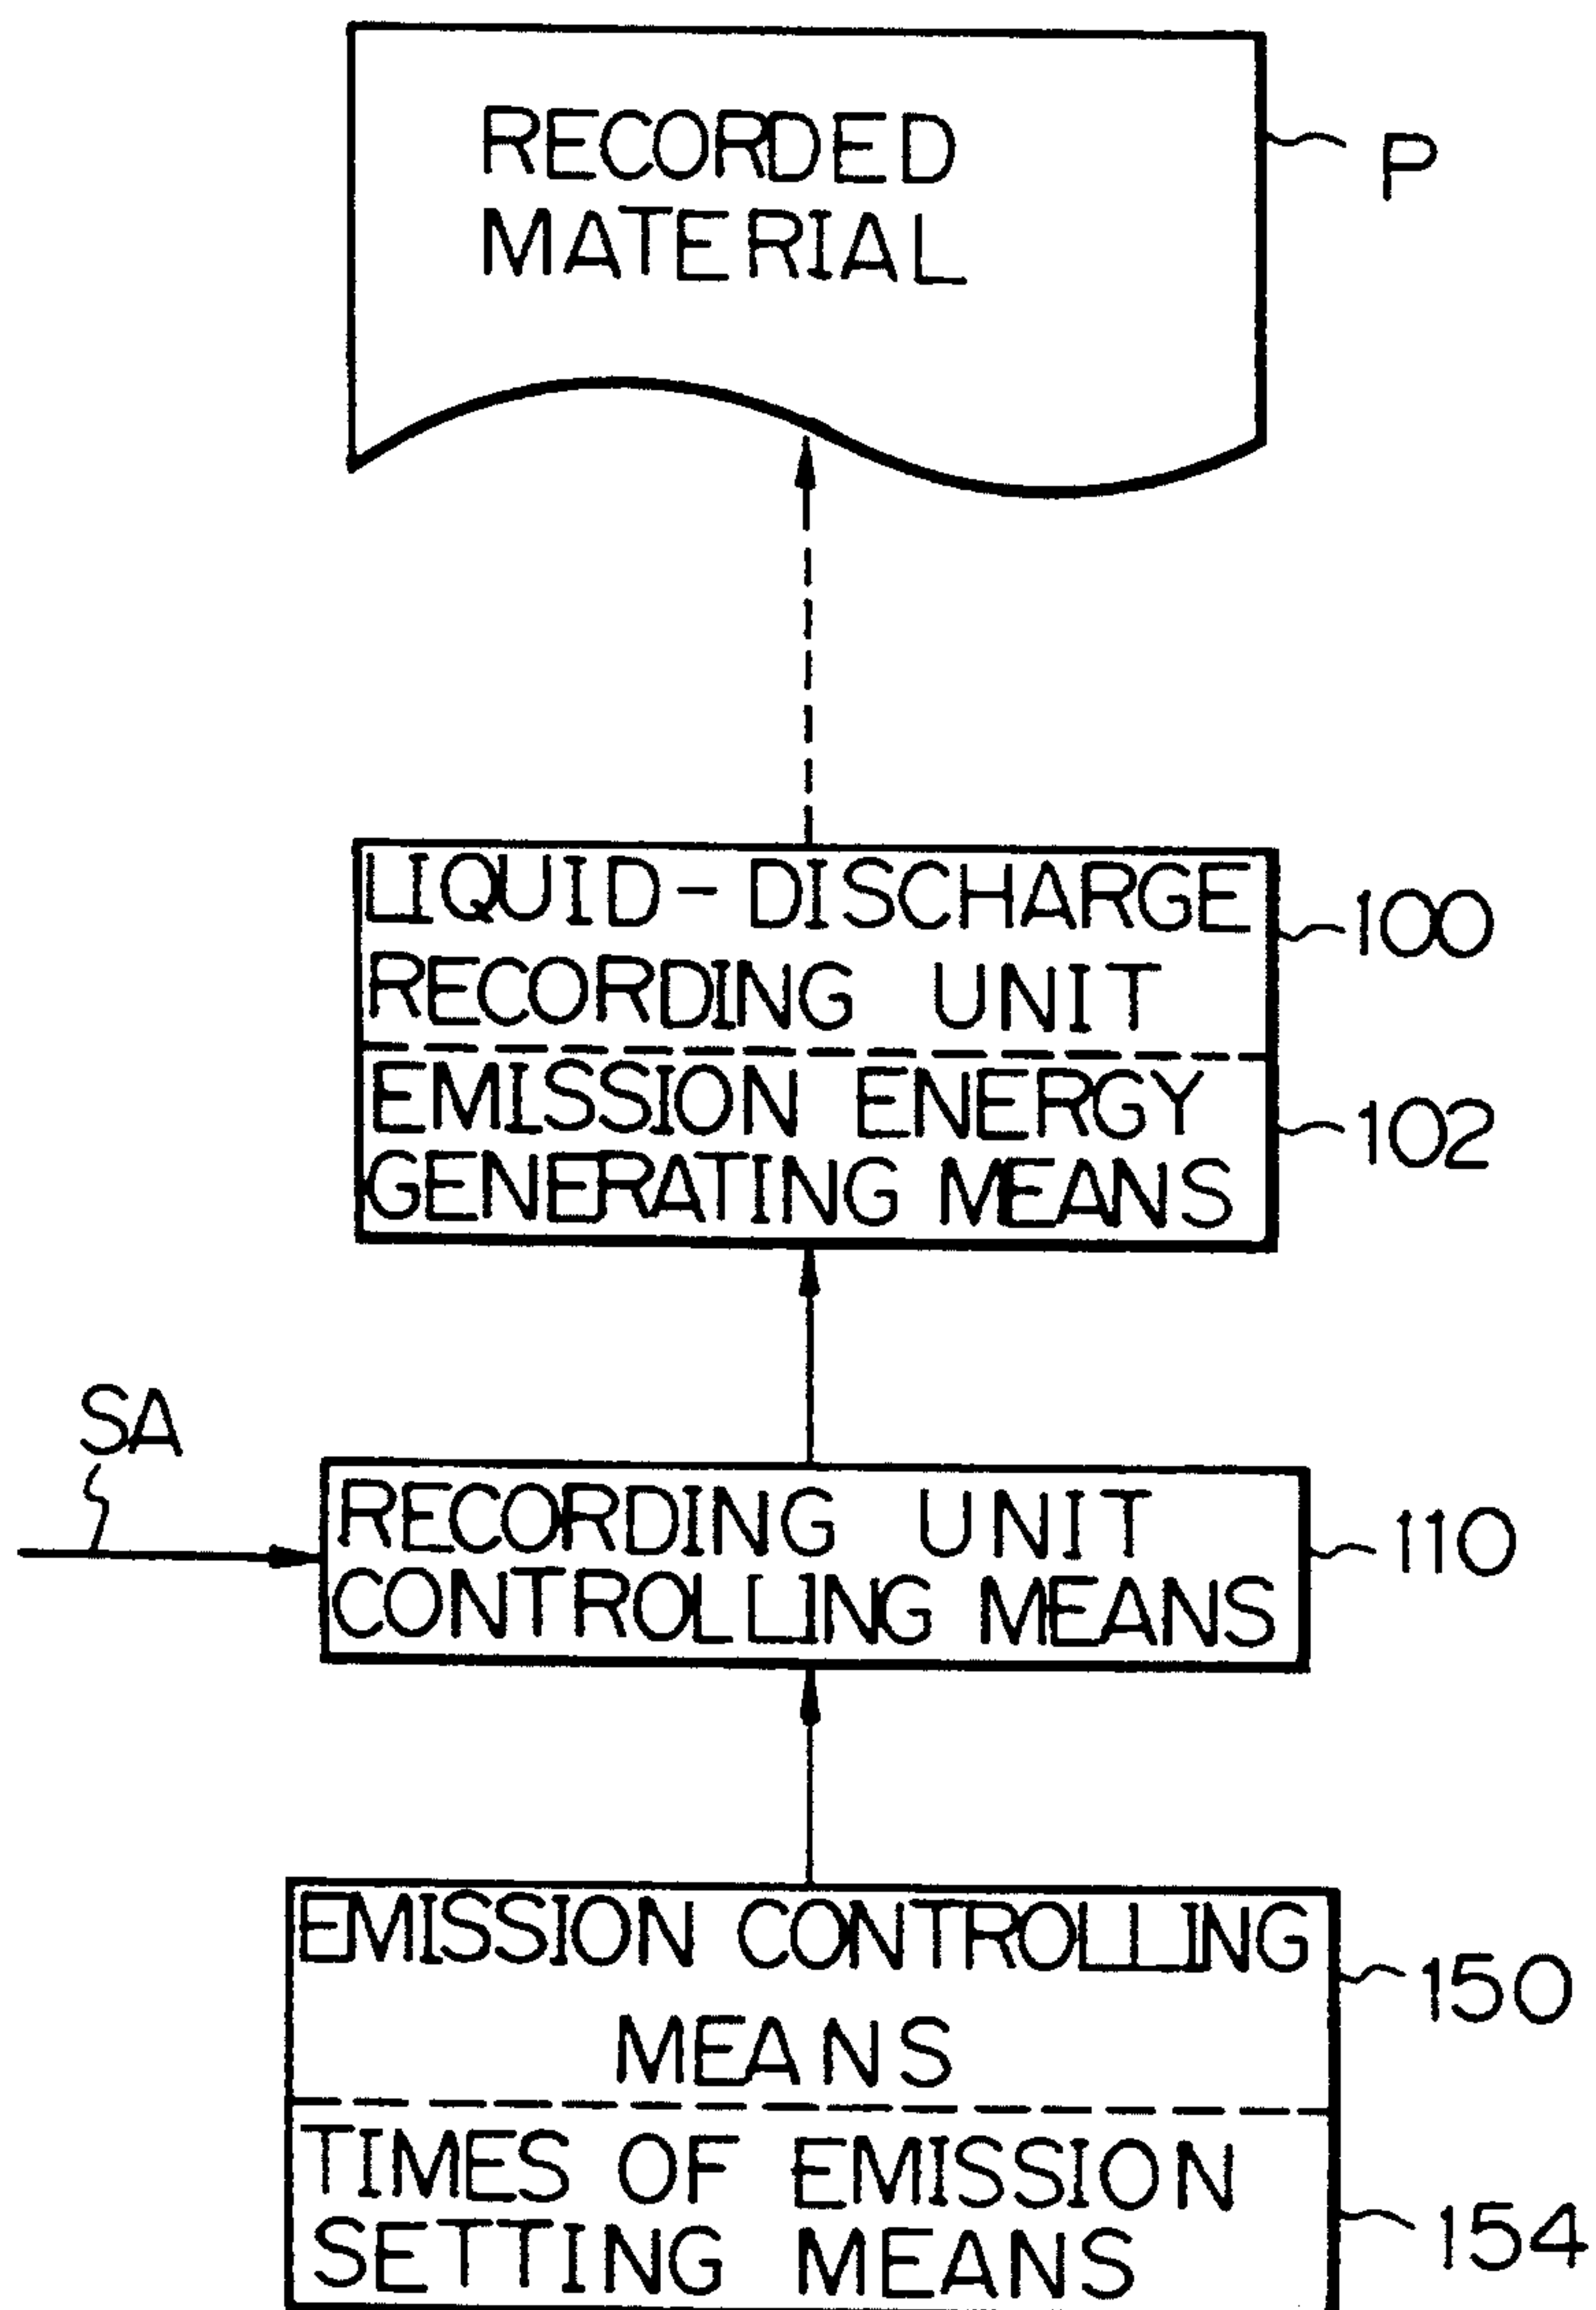 RECORDED
MATERIAL
P
LIQUID-DISCHARGE
RECORDING UNIT
100
EMISSION ENERGY
GENERATING MEANS
102
SA
RECORDING UNIT
CONTROLLING MEANS
110
EMISSION CONTROLLING
MEANS
150
TIMES OF EMISSION
SETTING MEANS
154